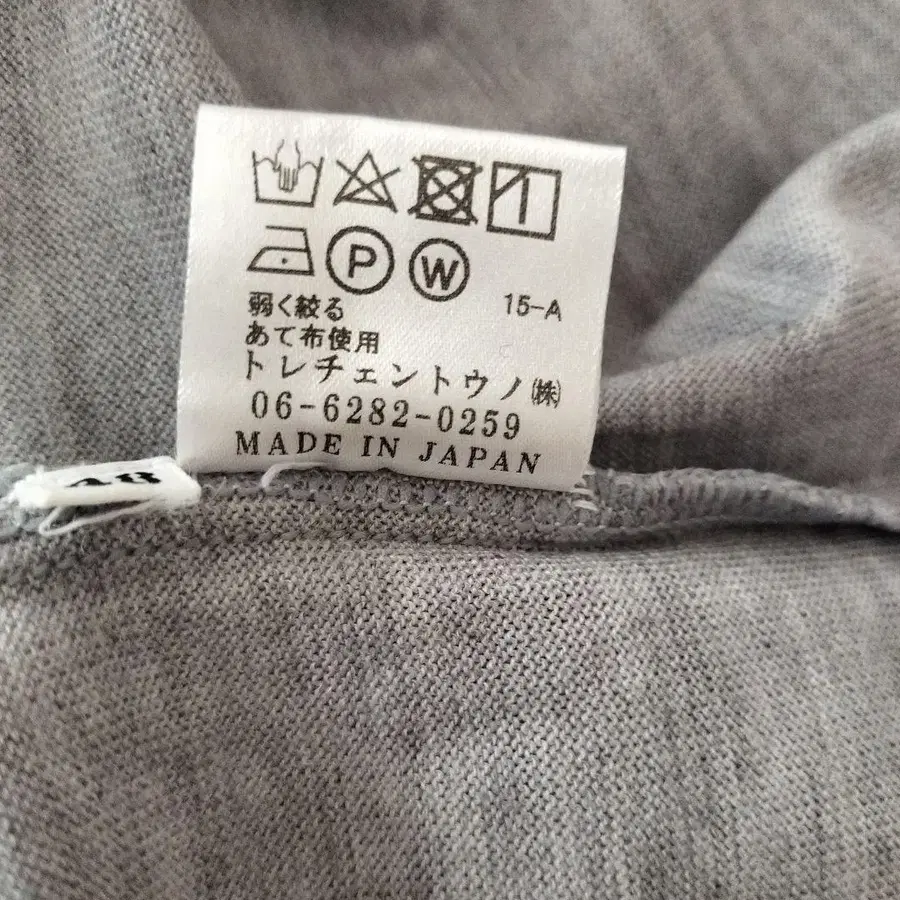 P W
弱く絞る 15-A
あて布使用
トレチェントウノ㈱
06-6282-0259
MADE IN JAPAN
48